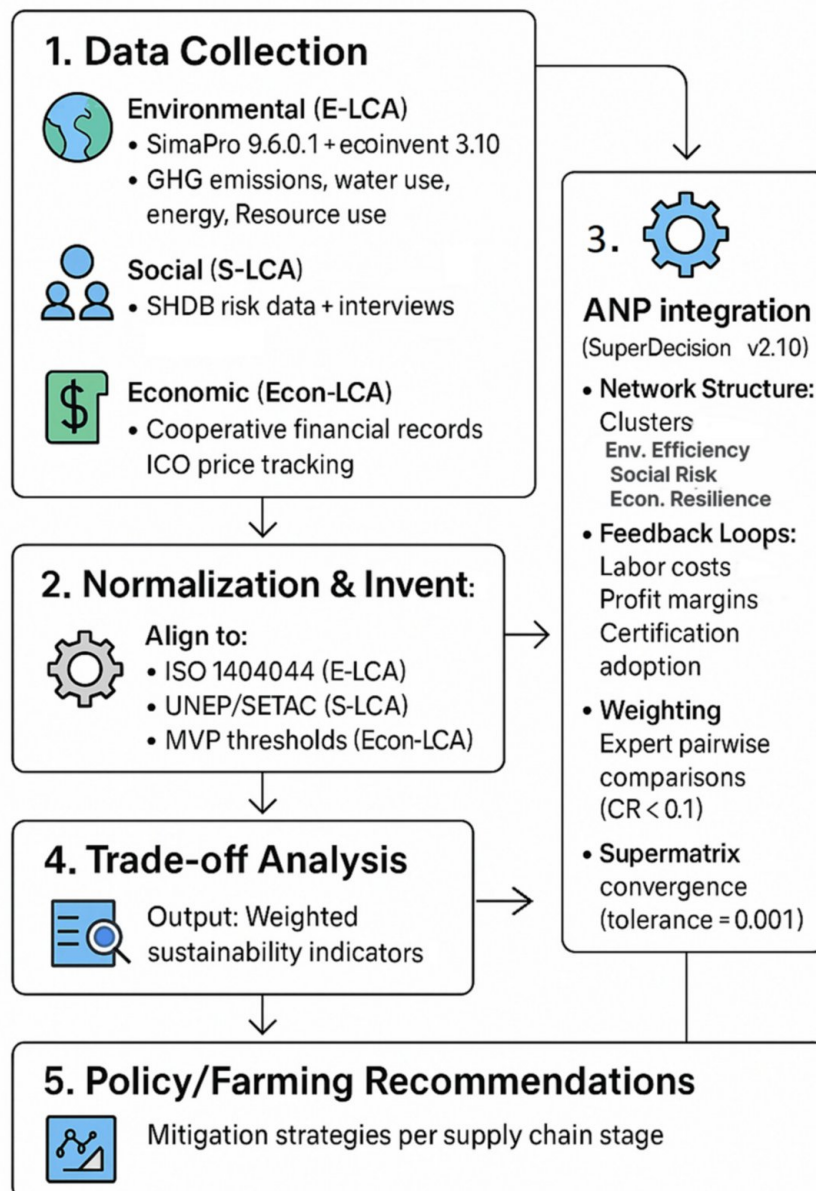 1. Data Collection
Environmental (E-LCA)
• SimaPro 9.6.0.1 + ecoinvent 3.10
• GHG emissions, water use,
energy, Resource use
Social (S-LCA)
• SHDB risk data + interviews
$
Economic (Econ-LCA)
• Cooperative financial records
ICO price tracking
2. Normalization & Invent:
Align to:
• ISO 1404044 (E-LCA)
• UNEP/SETAC (S-LCA)
• MVP thresholds (Econ-LCA)
3.
ANP integration
(SuperDecision v2.10)
• Network Structure:
Clusters
Env. Efficiency
Social Risk
Econ. Resilience
• Feedback Loops:
Labor costs
Profit margins
Certification
adoption
• Weighting
Expert pairwise
comparisons
(CR < 0.1)
• Supermatrix
convergence
(tolerance = 0.001)
4. Trade-off Analysis
Output: Weighted
sustainability indicators
5. Policy/Farming Recommendations
Mitigation strategies per supply chain stage